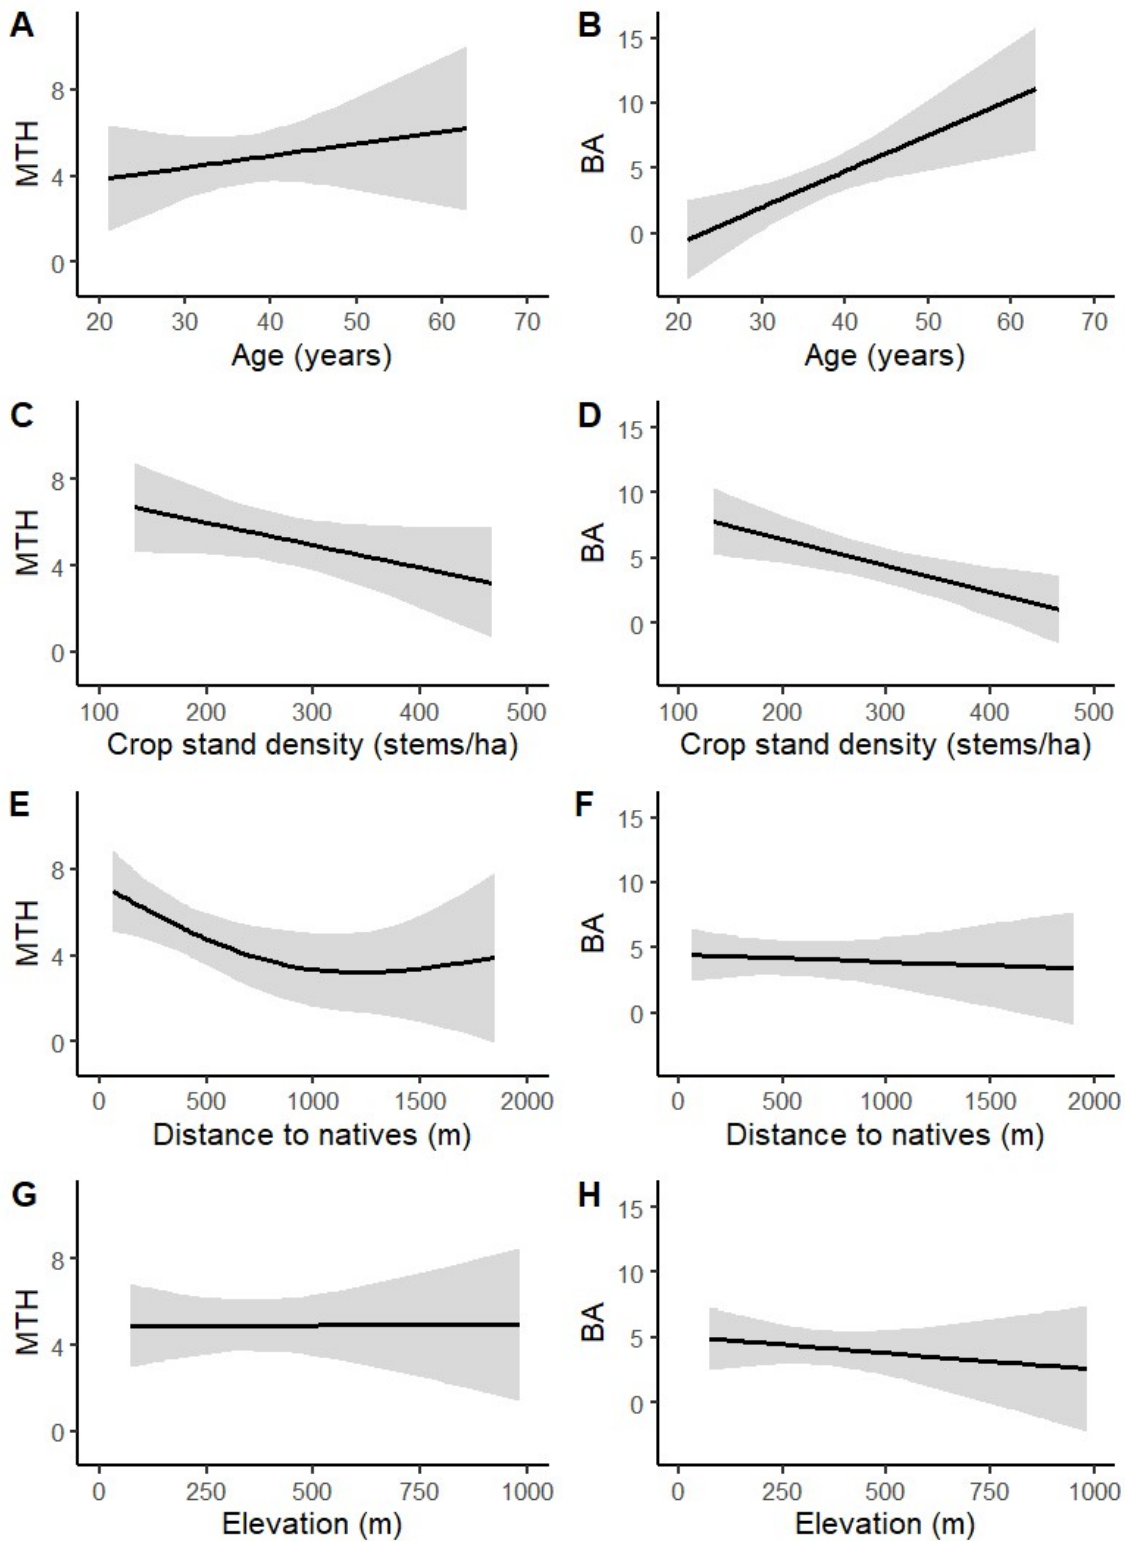 A
B
MTH
8
4
0
20 30 40 50 60 70
Age (years)
BA
15
10
5
0
20 30 40 50 60 70
Age (years)
C
D
MTH
8
4
0
100 200 300 400 500
Crop stand density (stems/ha)
BA
15
10
5
0
100 200 300 400 500
Crop stand density (stems/ha)
E
F
MTH
8
4
0
0 500 1000 1500 2000
Distance to natives (m)
BA
15
10
5
0
0 500 1000 1500 2000
Distance to natives (m)
G
H
MTH
8
4
0
0 250 500 750 1000
Elevation (m)
BA
15
10
5
0
0 250 500 750 1000
Elevation (m)